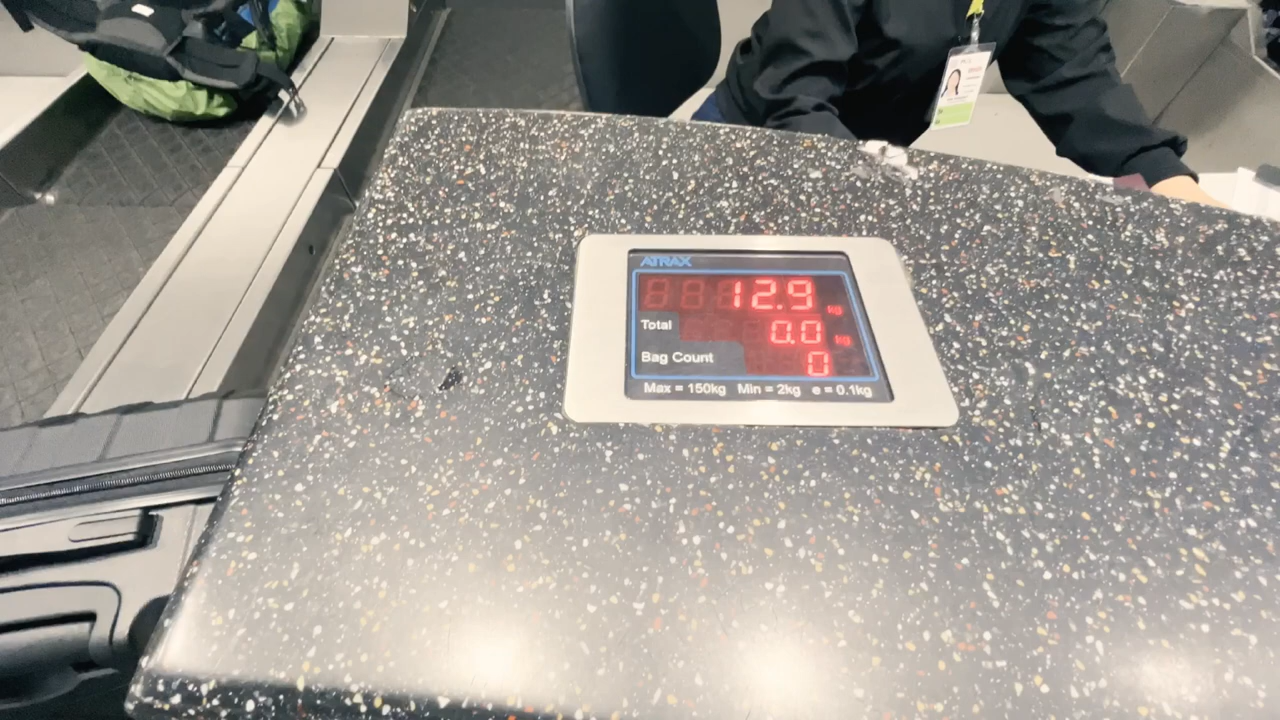 ATRAX
12.9 kg
Total 0.0 kg
Bag Count 0
Max = 150kg Min = 2kg e = 0.1kg